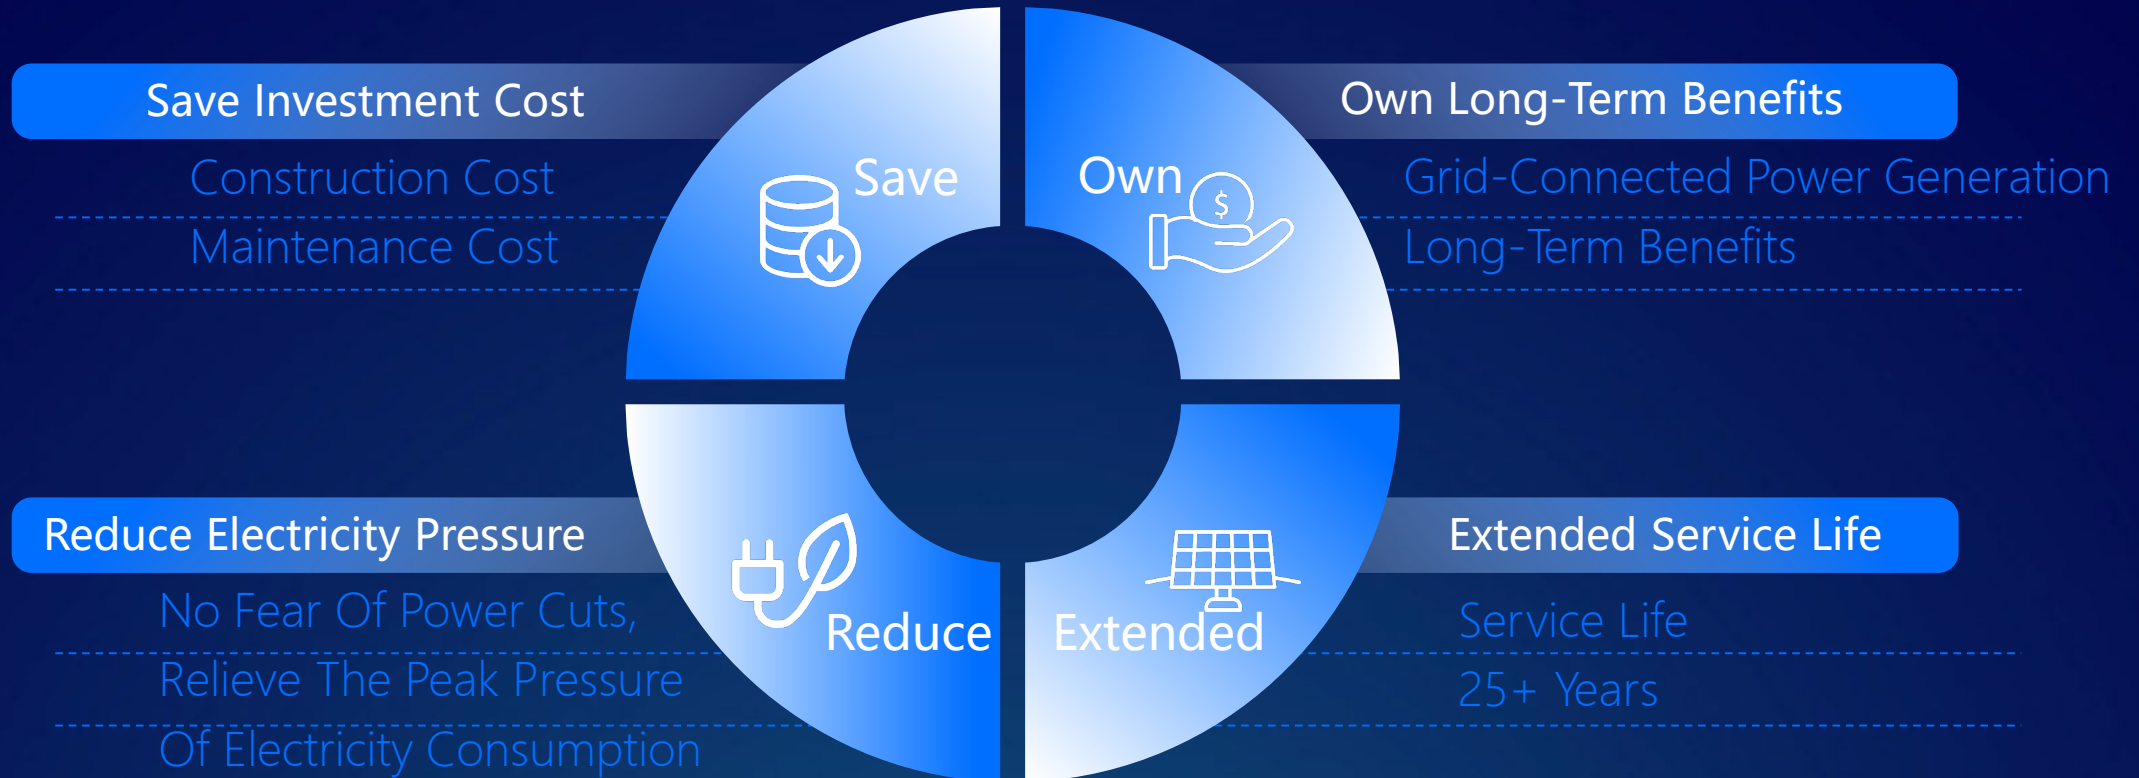 Save Investment Cost
Construction Cost
Maintenance Cost
Save
Own
$
Own Long-Term Benefits
Grid-Connected Power Generation
Long-Term Benefits
Reduce Electricity Pressure
No Fear Of Power Cuts,
Relieve The Peak Pressure
Of Electricity Consumption
Reduce
Extended
Extended Service Life
Service Life
25+ Years